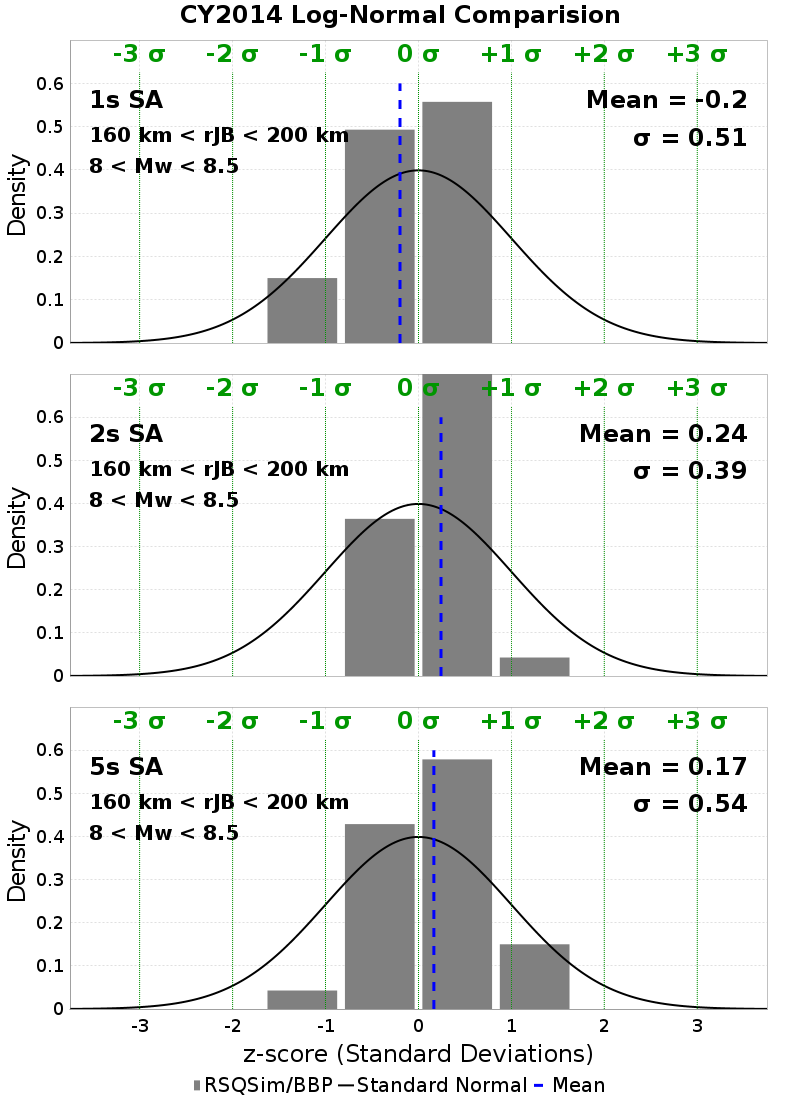 CY2014 Log-Normal Comparision
-3 σ -2 σ -1 σ 0 σ +1 σ +2 σ +3 σ
1s SA
Mean = -0.2
160 km < rJB < 200 km
σ = 0.51
8 < Mw < 8.5
0.6
0.5
0.4
0.3
0.2
0.1
0
Density
-3 σ -2 σ -1 σ 0 σ +1 σ +2 σ +3 σ
2s SA
Mean = 0.24
160 km < rJB < 200 km
σ = 0.39
8 < Mw < 8.5
0.6
0.5
0.4
0.3
0.2
0.1
0
Density
-3 σ -2 σ -1 σ 0 σ +1 σ +2 σ +3 σ
5s SA
Mean = 0.17
160 km < rJB < 200 km
σ = 0.54
8 < Mw < 8.5
0.6
0.5
0.4
0.3
0.2
0.1
0
Density
-3 -2 -1 0 1 2 3
z-score (Standard Deviations)
RSQSim/BBP Standard Normal Mean